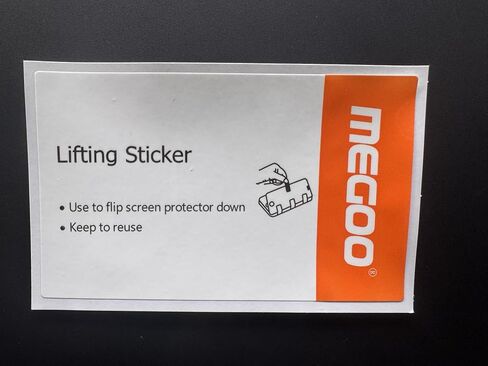 Lifting Sticker
• Use to flip screen protector down
• Keep to reuse
MEGOO®